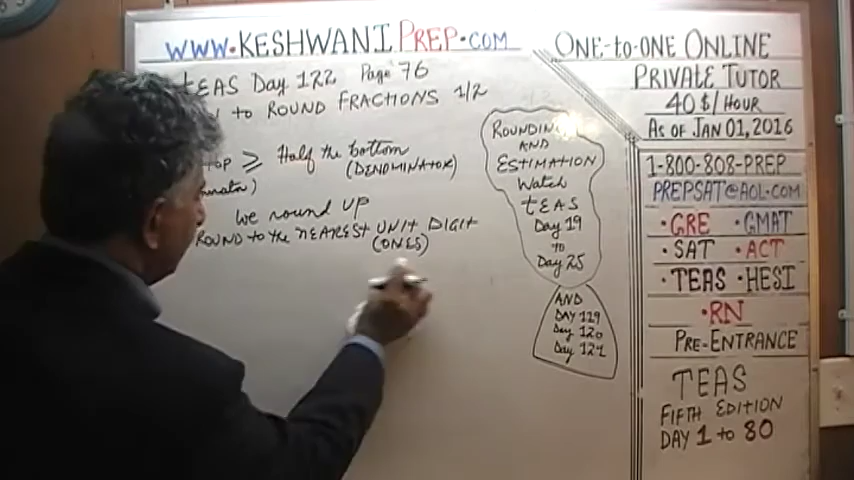 WWW.KESHWANI PREP.COM
TEAS Day 122 Page 76
TO ROUND FRACTIONS 1/2
TOP ≥ Half the bottom
(DENOMINATOR)
We round UP
ROUND TO the NEAREST UNIT DIGIT
(ONES)
ROUNDING
AND
ESTIMATION
Watch
TEAS
Day 19
TO
Day 25
AND
DAY 119
Day 120
Day 121
ONE-TO-ONE ONLINE
PRIVATE TUTOR
40 $/HOUR
AS OF JAN 01, 2016
1-800-808-PREP
PREPSAT@AOL.COM
•GRE •GMAT
•SAT •ACT
•TEAS •HESI
•RN
PRE-ENTRANCE
TEAS
FIFTH EDITION
DAY 1 to 80